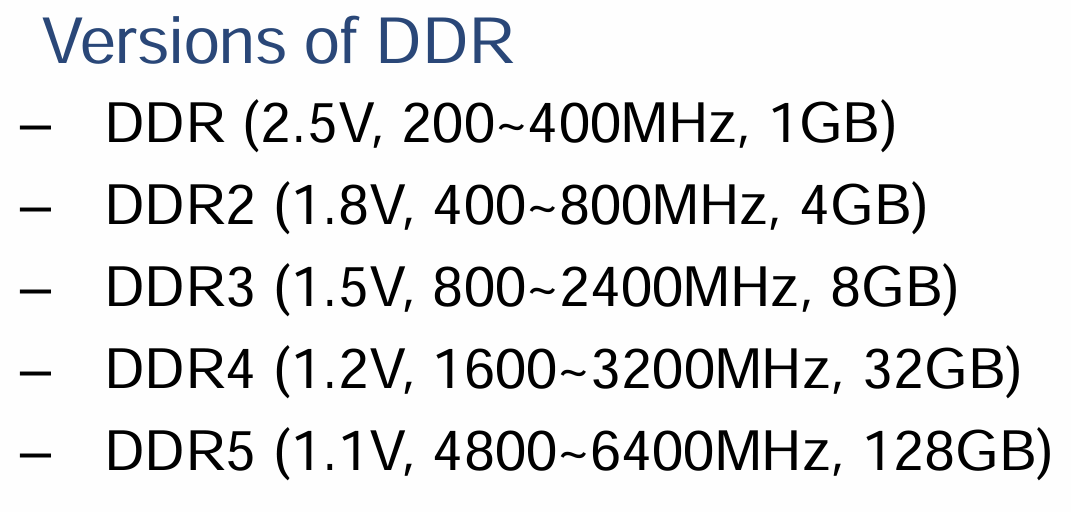 Versions of DDR
– DDR (2.5V, 200~400MHz, 1GB)
– DDR2 (1.8V, 400~800MHz, 4GB)
– DDR3 (1.5V, 800~2400MHz, 8GB)
– DDR4 (1.2V, 1600~3200MHz, 32GB)
– DDR5 (1.1V, 4800~6400MHz, 128GB)